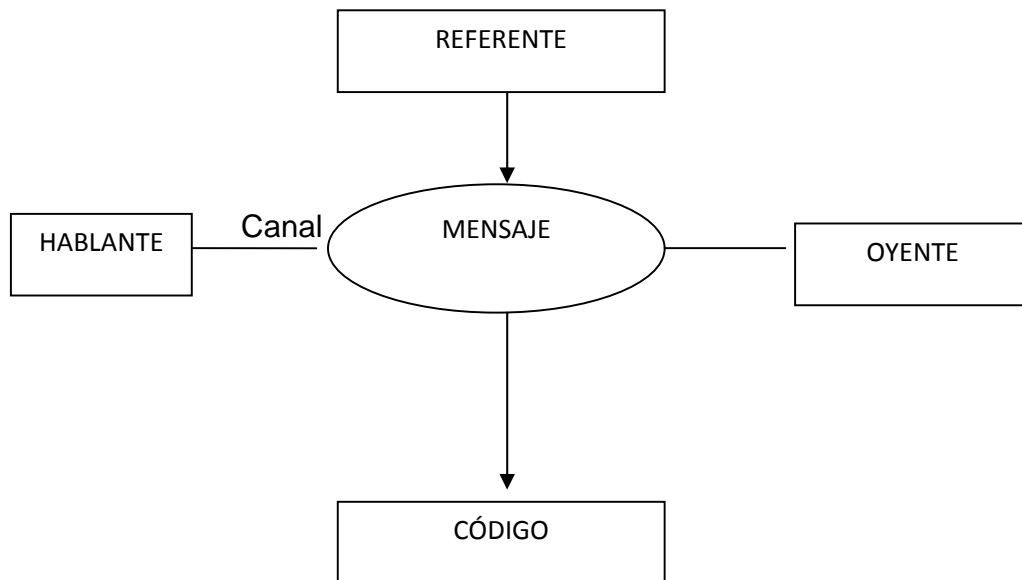 REFERENTE
HABLANTE
Canal
MENSAJE
OYENTE
CÓDIGO